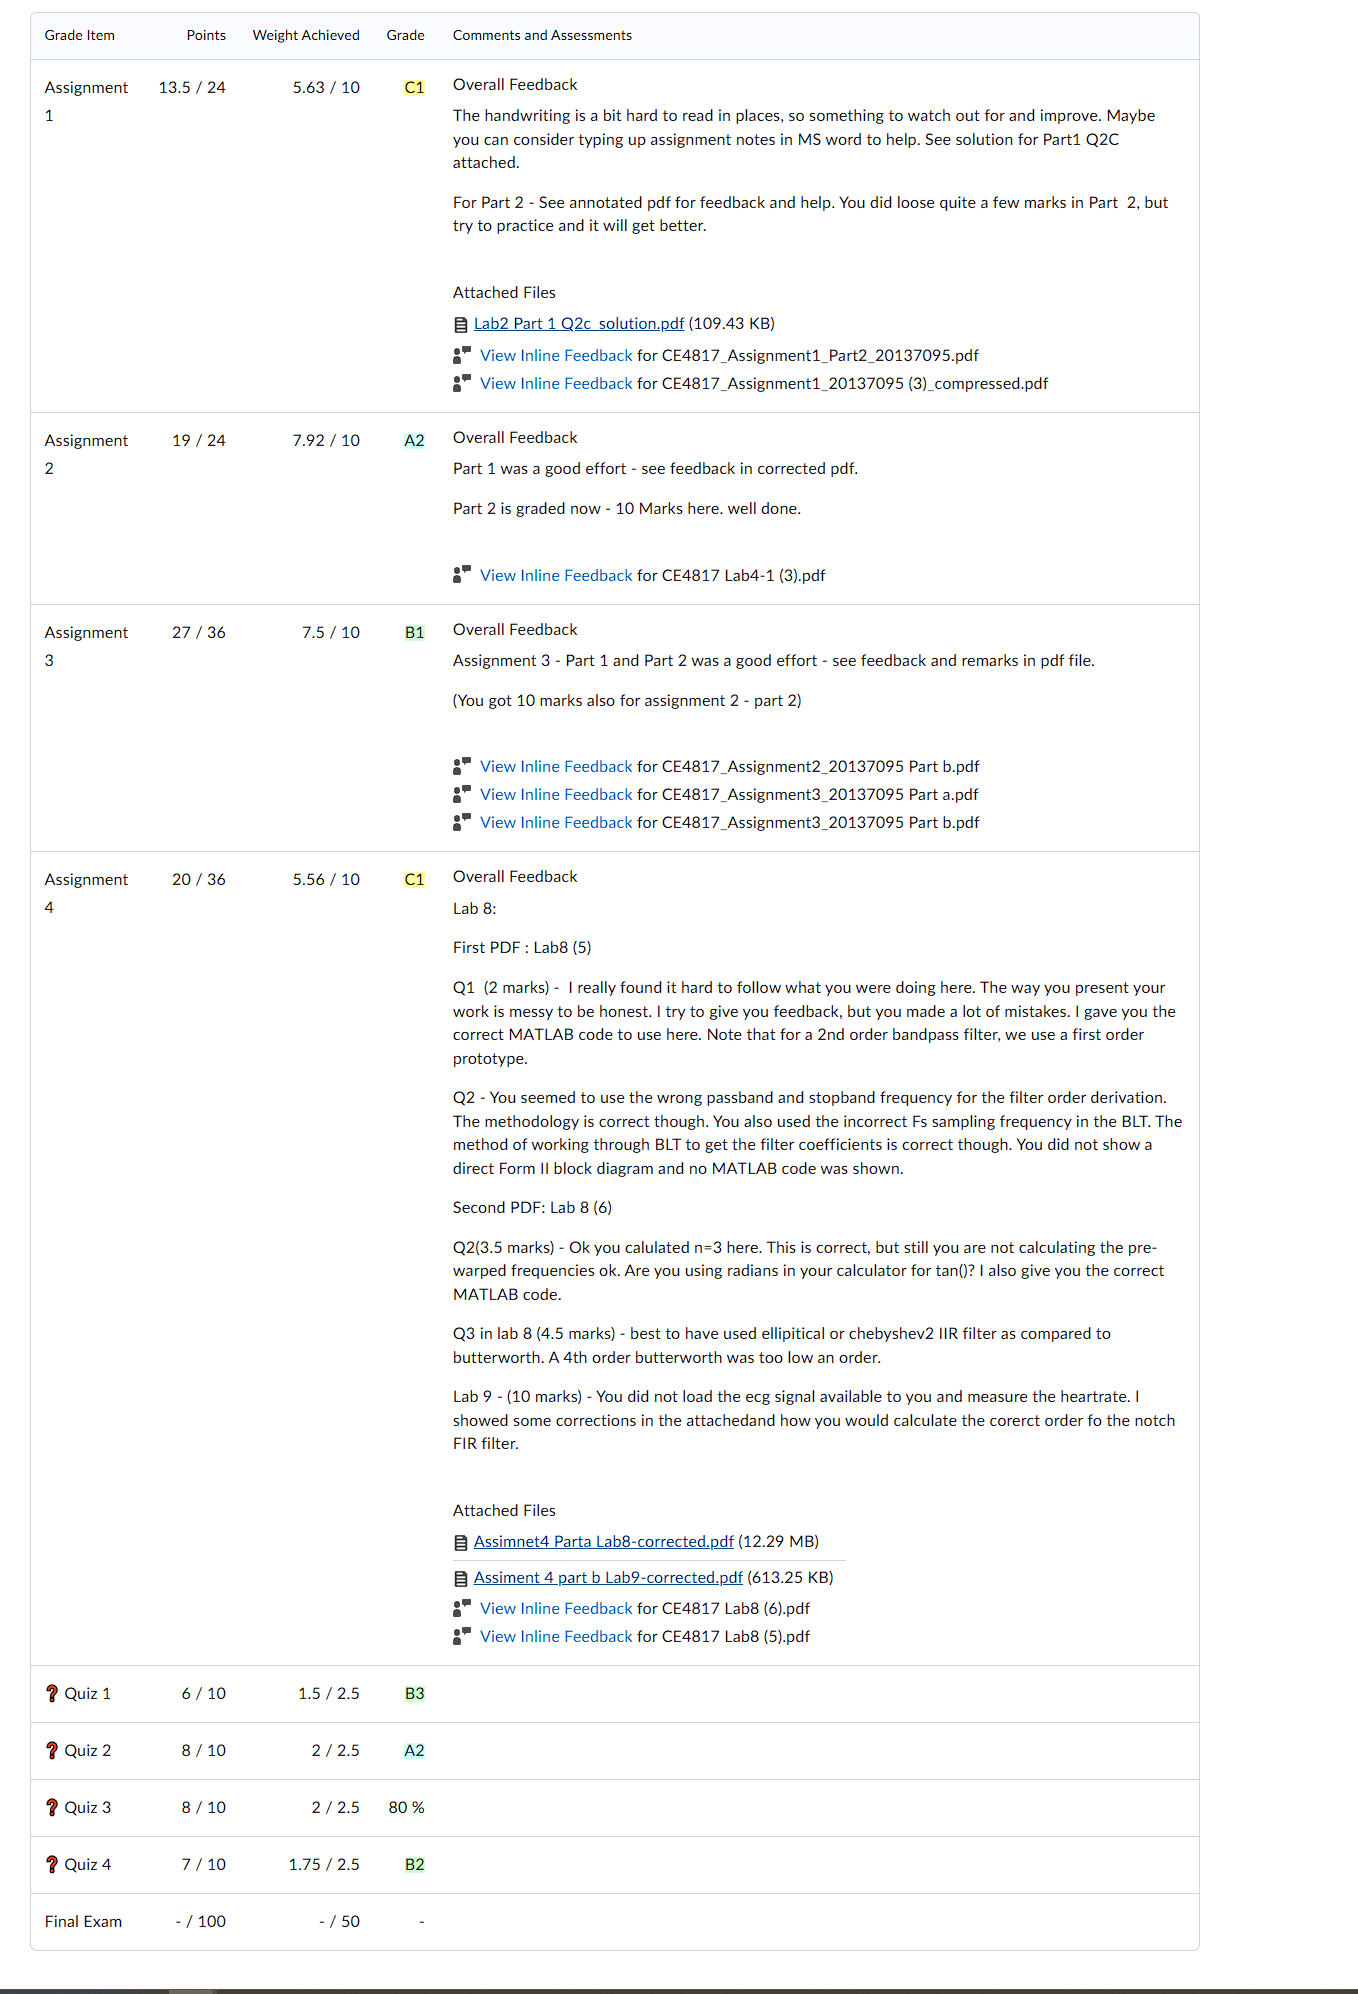 Grade Item Points Weight Achieved Grade Comments and Assessments
Assignment 13.5 / 24 5.63 / 10 C1 Overall Feedback
1
The handwriting is a bit hard to read in places, so something to watch out for and improve. Maybe
you can consider typing up assignment notes in MS word to help. See solution for Part1 Q2C
attached.
For Part 2 - See annotated pdf for feedback and help. You did loose quite a few marks in Part 2, but
try to practice and it will get better.
Attached Files
Lab2 Part 1 Q2c solution.pdf (109.43 KB)
View Inline Feedback for CE4817_Assignment1_Part2_20137095.pdf
View Inline Feedback for CE4817_Assignment1_20137095 (3)_compressed.pdf
Assignment 19 / 24 7.92 / 10 A2 Overall Feedback
2
Part 1 was a good effort - see feedback in corrected pdf.
Part 2 is graded now - 10 Marks here. well done.
View Inline Feedback for CE4817 Lab4-1 (3).pdf
Assignment 27 / 36 7.5 / 10 B1 Overall Feedback
3
Assignment 3 - Part 1 and Part 2 was a good effort - see feedback and remarks in pdf file.
(You got 10 marks also for assignment 2 - part 2)
View Inline Feedback for CE4817_Assignment2_20137095 Part b.pdf
View Inline Feedback for CE4817_Assignment3_20137095 Part a.pdf
View Inline Feedback for CE4817_Assignment3_20137095 Part b.pdf
Assignment 20 / 36 5.56 / 10 C1 Overall Feedback
4
Lab 8:
First PDF : Lab8 (5)
Q1 (2 marks) - I really found it hard to follow what you were doing here. The way you present your
work is messy to be honest. I try to give you feedback, but you made a lot of mistakes. I gave you the
correct MATLAB code to use here. Note that for a 2nd order bandpass filter, we use a first order
prototype.
Q2 - You seemed to use the wrong passband and stopband frequency for the filter order derivation.
The methodology is correct though. You also used the incorrect Fs sampling frequency in the BLT. The
method of working through BLT to get the filter coefficients is correct though. You did not show a
direct Form II block diagram and no MATLAB code was shown.
Second PDF: Lab 8 (6)
Q2(3.5 marks) - Ok you calulated n=3 here. This is correct, but still you are not calculating the pre-
warped frequencies ok. Are you using radians in your calculator for tan()? I also give you the correct
MATLAB code.
Q3 in lab 8 (4.5 marks) - best to have used ellipitical or chebyshev2 IIR filter as compared to
butterworth. A 4th order butterworth was too low an order.
Lab 9 - (10 marks) - You did not load the ecg signal available to you and measure the heartrate. I
showed some corrections in the attachedand how you would calculate the corerct order fo the notch
FIR filter.
Attached Files
Assimnet4 Parta Lab8-corrected.pdf (12.29 MB)
Assiment 4 part b Lab9-corrected.pdf (613.25 KB)
View Inline Feedback for CE4817 Lab8 (6).pdf
View Inline Feedback for CE4817 Lab8 (5).pdf
Quiz 1 6 / 10 1.5 / 2.5 B3
Quiz 2 8 / 10 2 / 2.5 A2
Quiz 3 8 / 10 2 / 2.5 80 %
Quiz 4 7 / 10 1.75 / 2.5 B2
Final Exam - / 100 - / 50 -